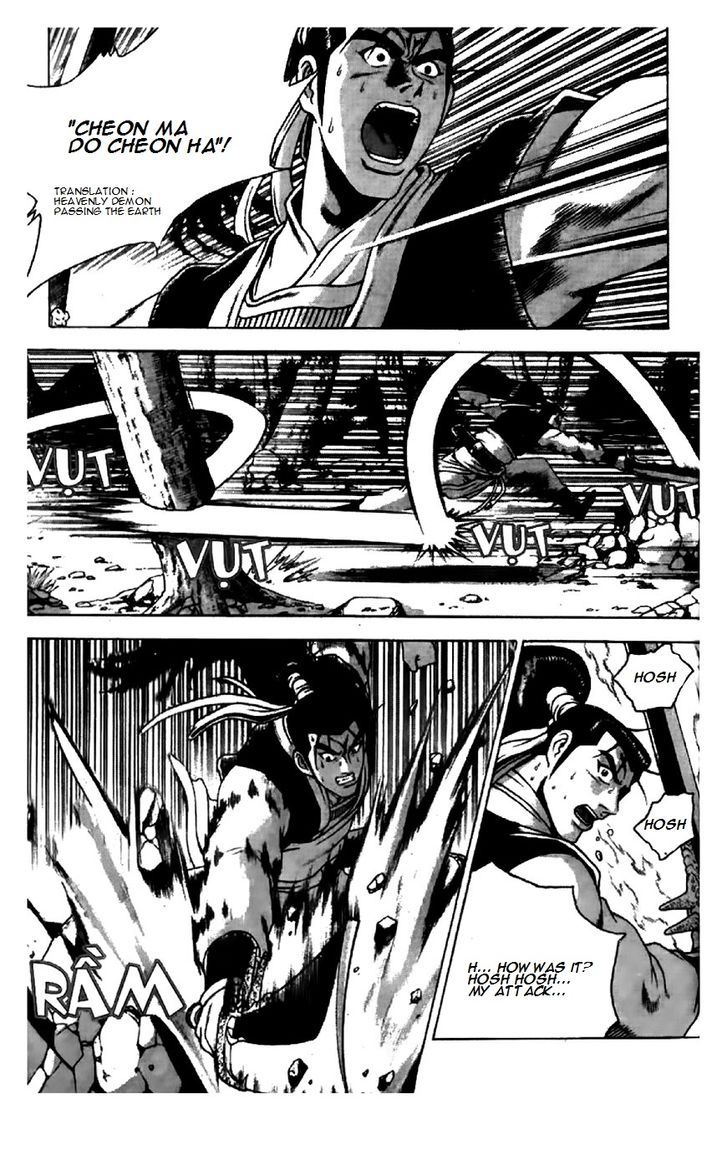 "CHEON MA
DO CHEON HA"!
TRANSLATION :
HEAVENLY DEMON
PASSING THE EARTH
VỤT
VỤT
VỤT
VỤT
RẦM
HOSH
HOSH
H... HOW WAS IT?
HOSH HOSH...
MY ATTACK...